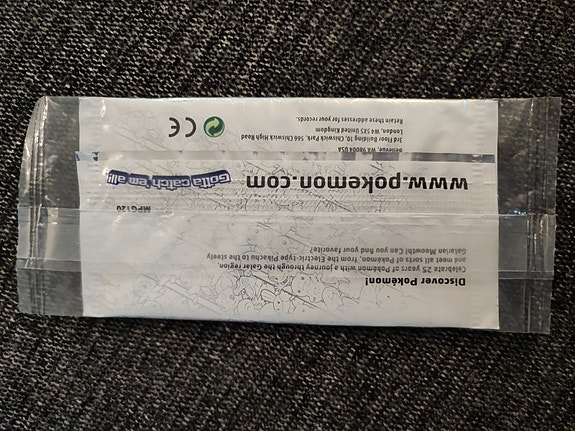 Discover Pokémon!
Celebrate 25 years of Pokémon with a journey through the Galar region
and meet all sorts of Pokémon, from the Electric type Pikachu to the steely
Galarian Meowth! Can you find your favorite?
MPG120
www.pokemon.com
Gotta catch 'em all!
Bellevue, WA 98004 USA
3rd Floor Building 10, Chiswick Park, 566 Chiswick High Road
London, W4 5XS United Kingdom
Retain these addresses for your records.
CE